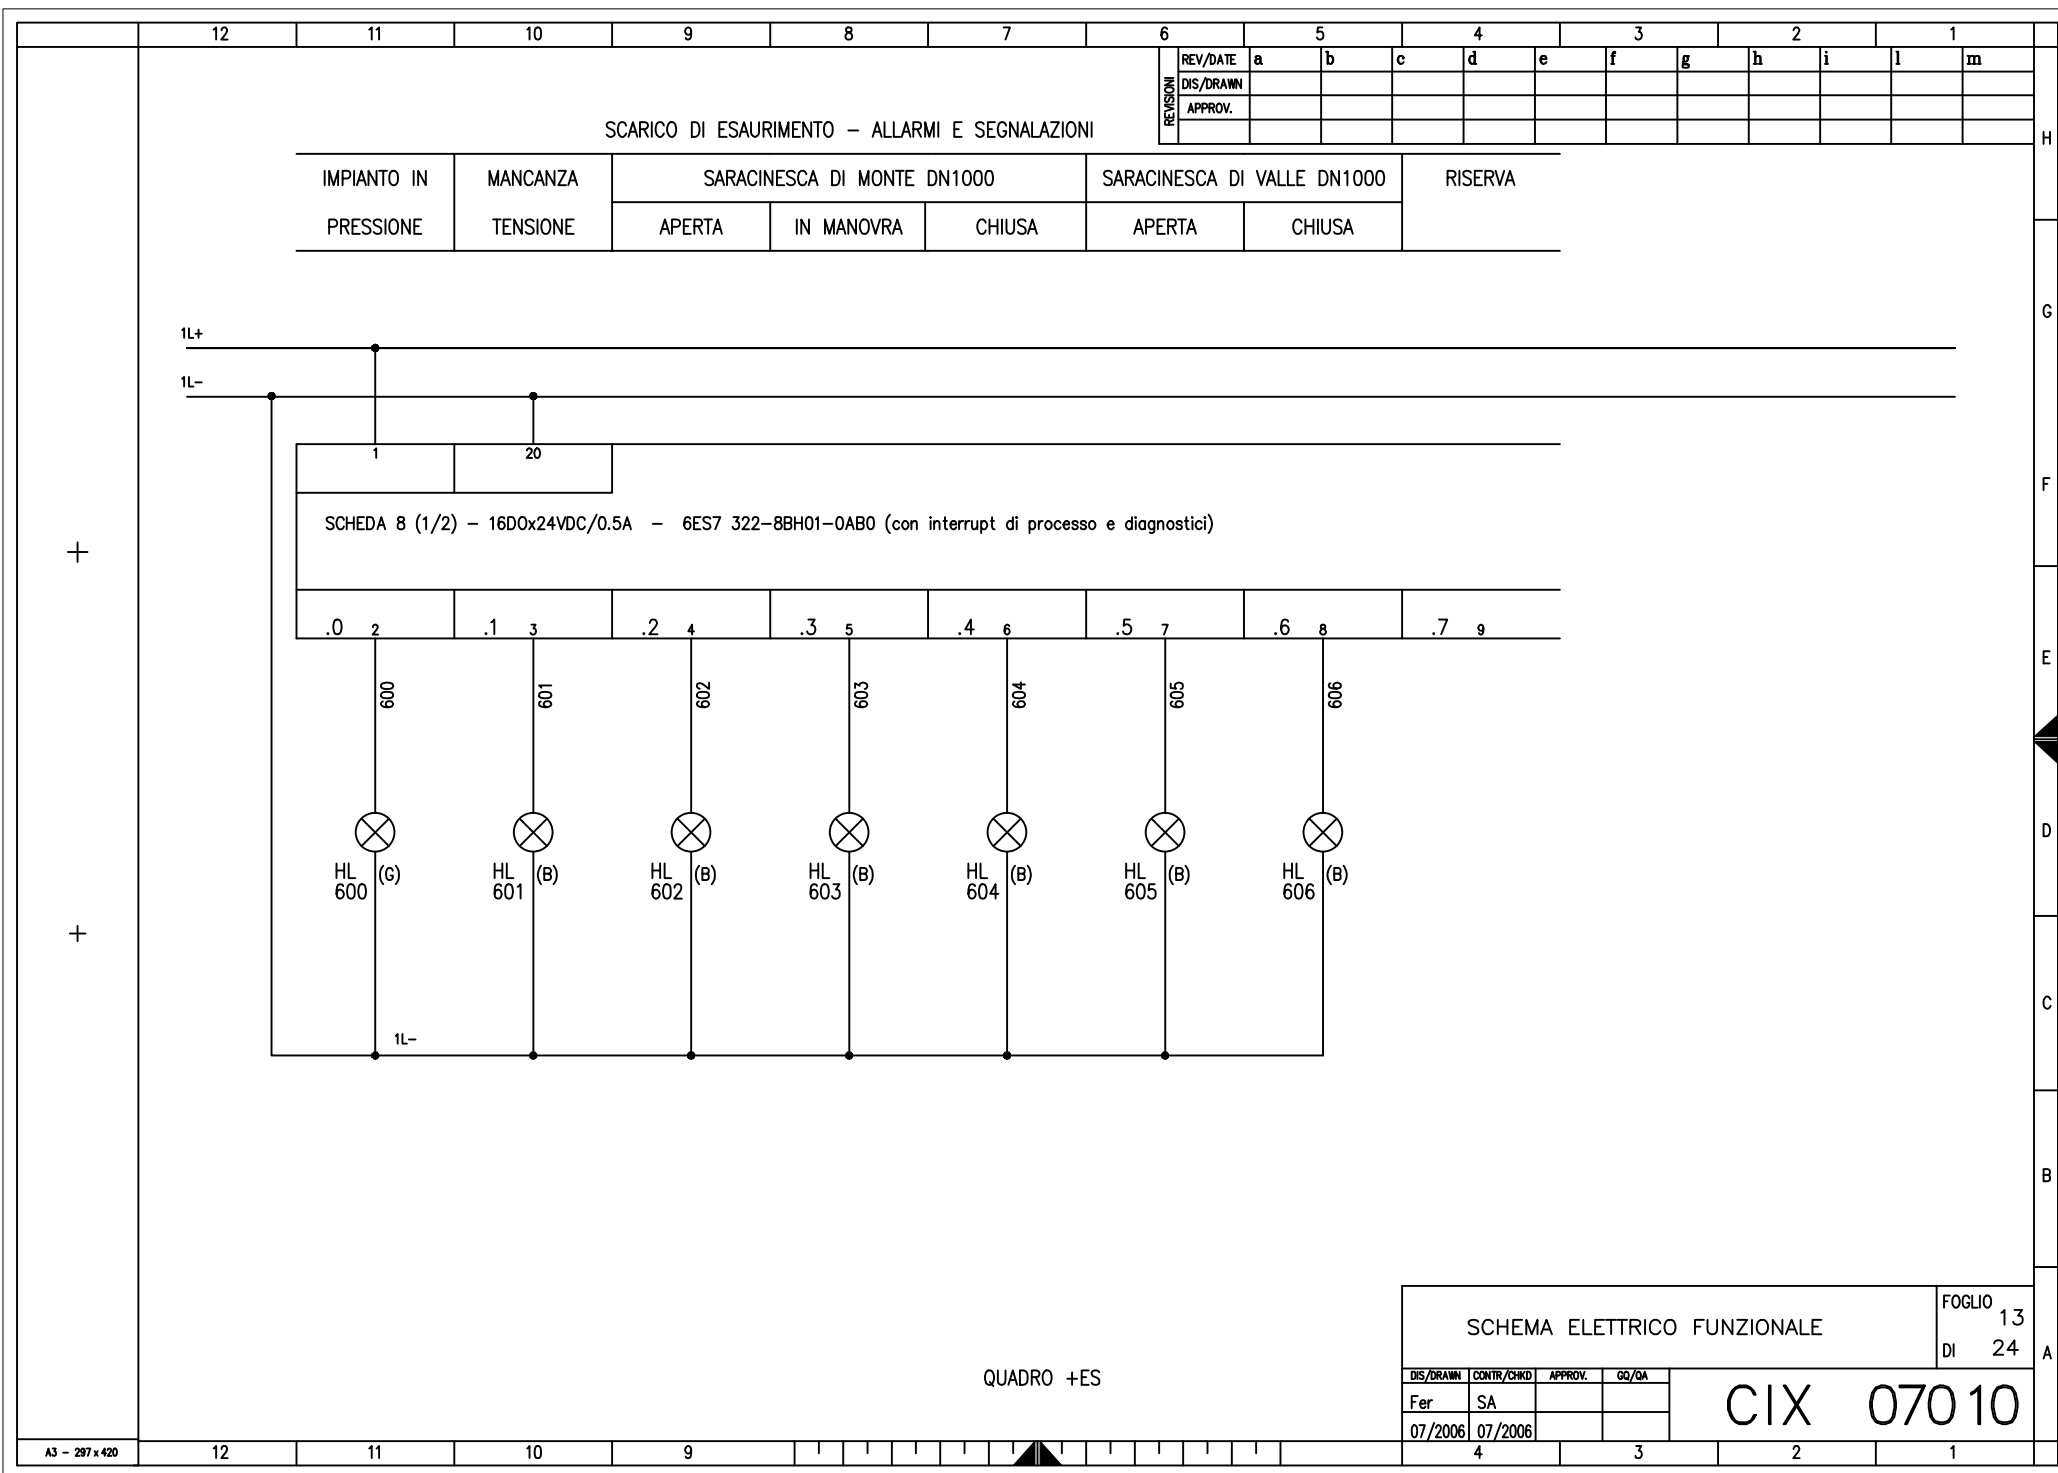 12 11 10 9 8 7 6 5 4 3 2 1
REVISIONI
REV/DATE a b c d e f g h i l m
DIS/DRAWN
APPROV.
SCARICO DI ESAURIMENTO – ALLARMI E SEGNALAZIONI
H
IMPIANTO IN MANCANZA SARACINESCA DI MONTE DN1000 SARACINESCA DI VALLE DN1000 RISERVA
PRESSIONE TENSIONE APERTA IN MANOVRA CHIUSA APERTA CHIUSA
G
1L+
1L–
1 20
F
SCHEDA 8 (1/2) – 16DOx24VDC/0.5A – 6ES7 322–8BH01–0AB0 (con interrupt di processo e diagnostici)
.0 2 .1 3 .2 4 .3 5 .4 6 .5 7 .6 8 .7 9
E
600 601 602 603 604 605 606
D
HL (G) HL (B) HL (B) HL (B) HL (B) HL (B) HL (B)
600 601 602 603 604 605 606
C
1L–
B
SCHEMA ELETTRICO FUNZIONALE
FOGLIO 13
DI 24
A
QUADRO +ES
DIS/DRAWN CONTR/CHKD APPROV. GQ/QA
Fer SA
07/2006 07/2006
CIX 07010
A3 – 297x420
12 11 10 9 4 3 2 1